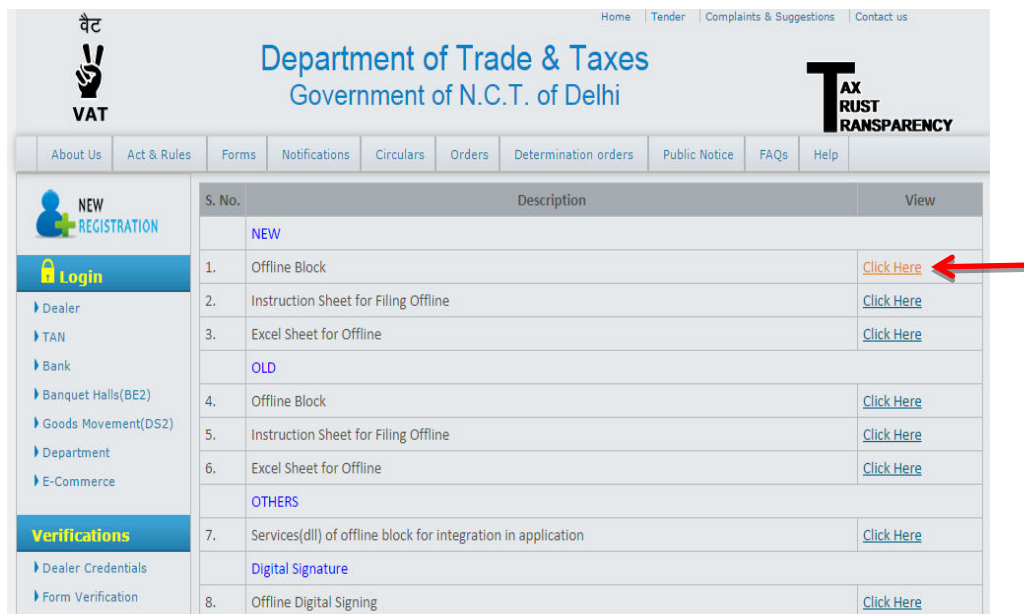 वैट
VAT
Home Tender Complaints & Suggestions Contact us
Department of Trade & Taxes
Government of N.C.T. of Delhi
TAX
TRUST
TRANSPARENCY
About Us Act & Rules Forms Notifications Circulars Orders Determination orders Public Notice FAQs Help
NEW
REGISTRATION
Login
Dealer
TAN
Bank
Banquet Halls(BE2)
Goods Movement(DS2)
Department
E-Commerce
Verifications
Dealer Credentials
Form Verification
S. No. Description View
NEW
1. Offline Block Click Here
2. Instruction Sheet for Filing Offline Click Here
3. Excel Sheet for Offline Click Here
OLD
4. Offline Block Click Here
5. Instruction Sheet for Filing Offline Click Here
6. Excel Sheet for Offline Click Here
OTHERS
7. Services(dll) of offline block for integration in application Click Here
Digital Signature
8. Offline Digital Signing Click Here